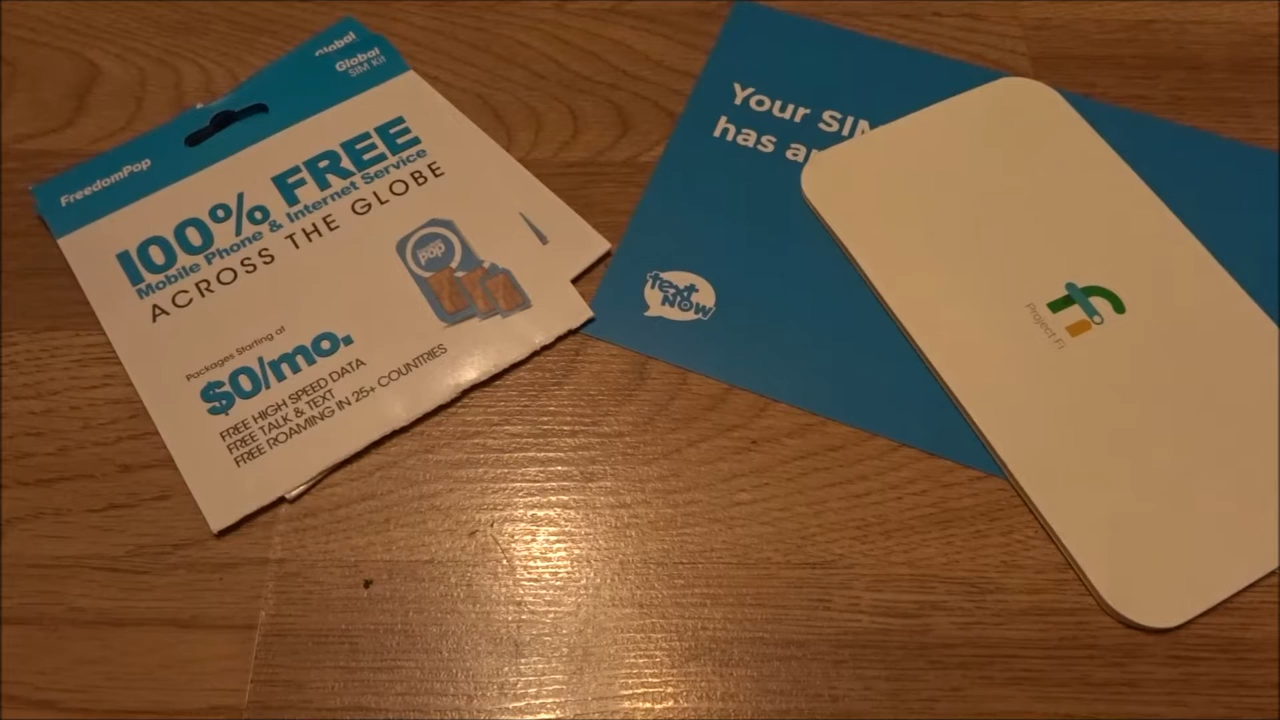 Global
Global
SIM Kit
FreedomPop
100% FREE
Mobile Phone & Internet Service
ACROSS THE GLOBE
pop
Packages Starting at
$0/mo.
FREE HIGH SPEED DATA
FREE TALK & TEXT
FREE ROAMING IN 25+ COUNTRIES
Your SIM
has
text
NOW
Project Fi